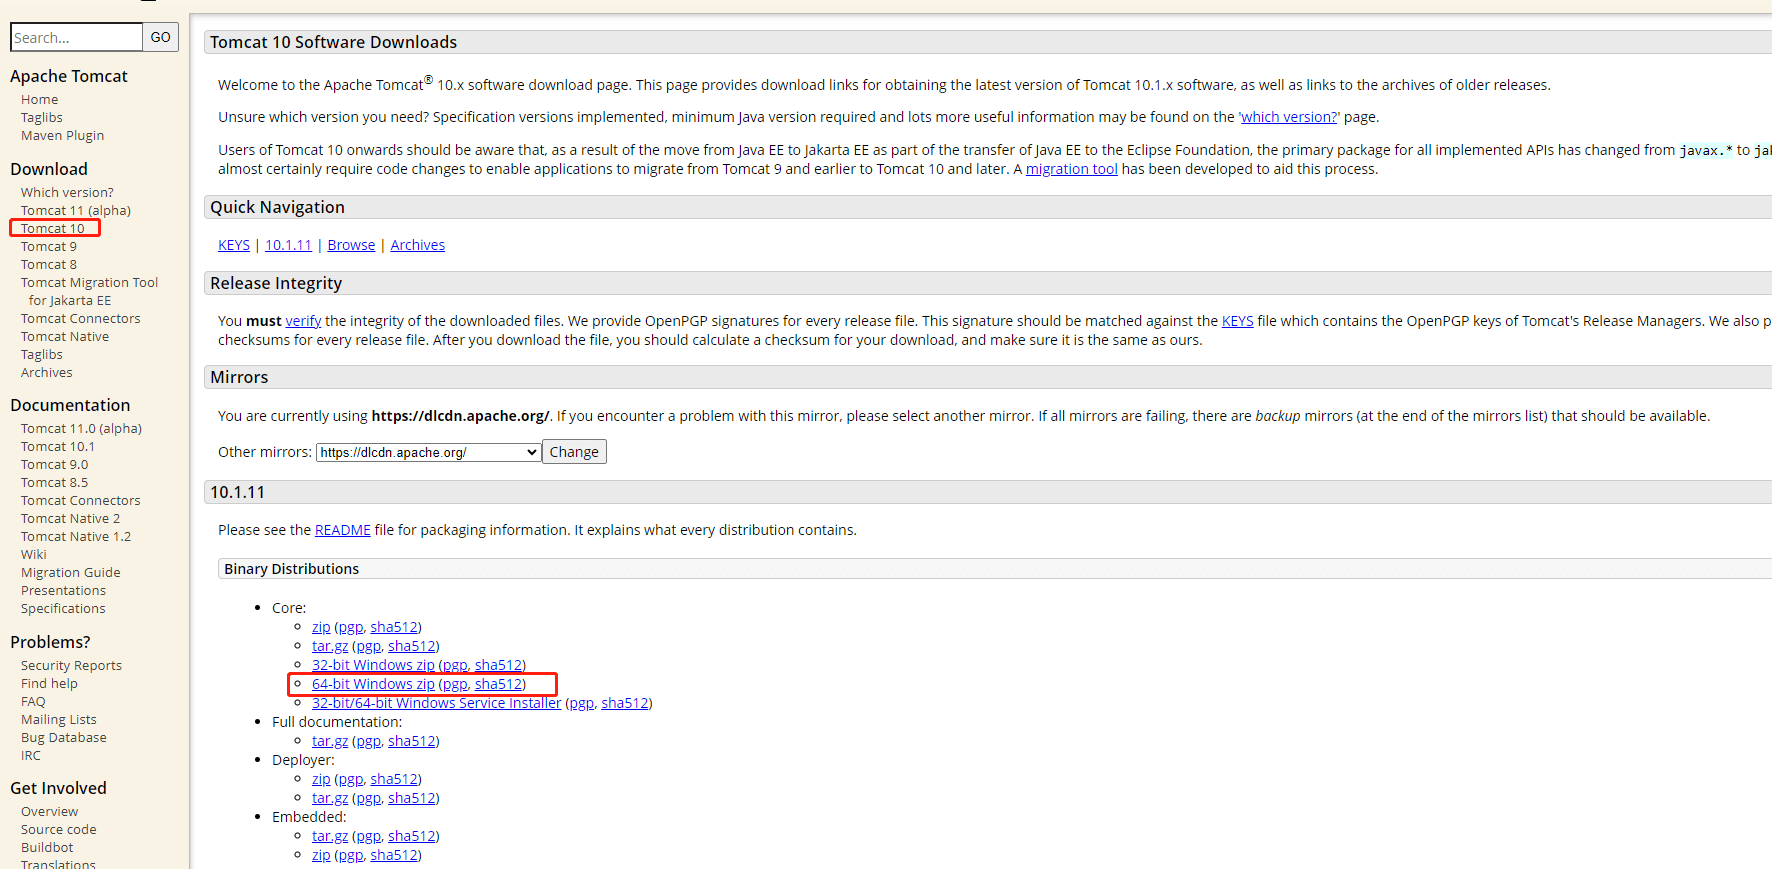 Search...
GO
Apache Tomcat
Home
Taglibs
Maven Plugin
Download
Which version?
Tomcat 11 (alpha)
Tomcat 10
Tomcat 9
Tomcat 8
Tomcat Migration Tool
for Jakarta EE
Tomcat Connectors
Tomcat Native
Taglibs
Archives
Documentation
Tomcat 11.0 (alpha)
Tomcat 10.1
Tomcat 9.0
Tomcat 8.5
Tomcat Connectors
Tomcat Native 2
Tomcat Native 1.2
Wiki
Migration Guide
Presentations
Specifications
Problems?
Security Reports
Find help
FAQ
Mailing Lists
Bug Database
IRC
Get Involved
Overview
Source code
Buildbot
Translations
Tomcat 10 Software Downloads
Welcome to the Apache Tomcat® 10.x software download page. This page provides download links for obtaining the latest version of Tomcat 10.1.x software, as well as links to the archives of older releases.
Unsure which version you need? Specification versions implemented, minimum Java version required and lots more useful information may be found on the 'which version?' page.
Users of Tomcat 10 onwards should be aware that, as a result of the move from Java EE to Jakarta EE as part of the transfer of Java EE to the Eclipse Foundation, the primary package for all implemented APIs has changed from javax.* to
almost certainly require code changes to enable applications to migrate from Tomcat 9 and earlier to Tomcat 10 and later. A migration tool has been developed to aid this process.
Quick Navigation
KEYS | 10.1.11 | Browse | Archives
Release Integrity
You must verify the integrity of the downloaded files. We provide OpenPGP signatures for every release file. This signature should be matched against the KEYS file which contains the OpenPGP keys of Tomcat's Release Managers. We also
checksums for every release file. After you download the file, you should calculate a checksum for your download, and make sure it is the same as ours.
Mirrors
You are currently using https://dlcdn.apache.org/. If you encounter a problem with this mirror, please select another mirror. If all mirrors are failing, there are backup mirrors (at the end of the mirrors list) that should be available.
Other mirrors: https://dlcdn.apache.org/ Change
10.1.11
Please see the README file for packaging information. It explains what every distribution contains.
Binary Distributions
• Core:
zip (pgp, sha512)
tar.gz (pgp, sha512)
32-bit Windows zip (pgp, sha512)
64-bit Windows zip (pgp, sha512)
32-bit/64-bit Windows Service Installer (pgp, sha512)
• Full documentation:
tar.gz (pgp, sha512)
• Deployer:
zip (pgp, sha512)
tar.gz (pgp, sha512)
• Embedded:
tar.gz (pgp, sha512)
zip (pgp, sha512)